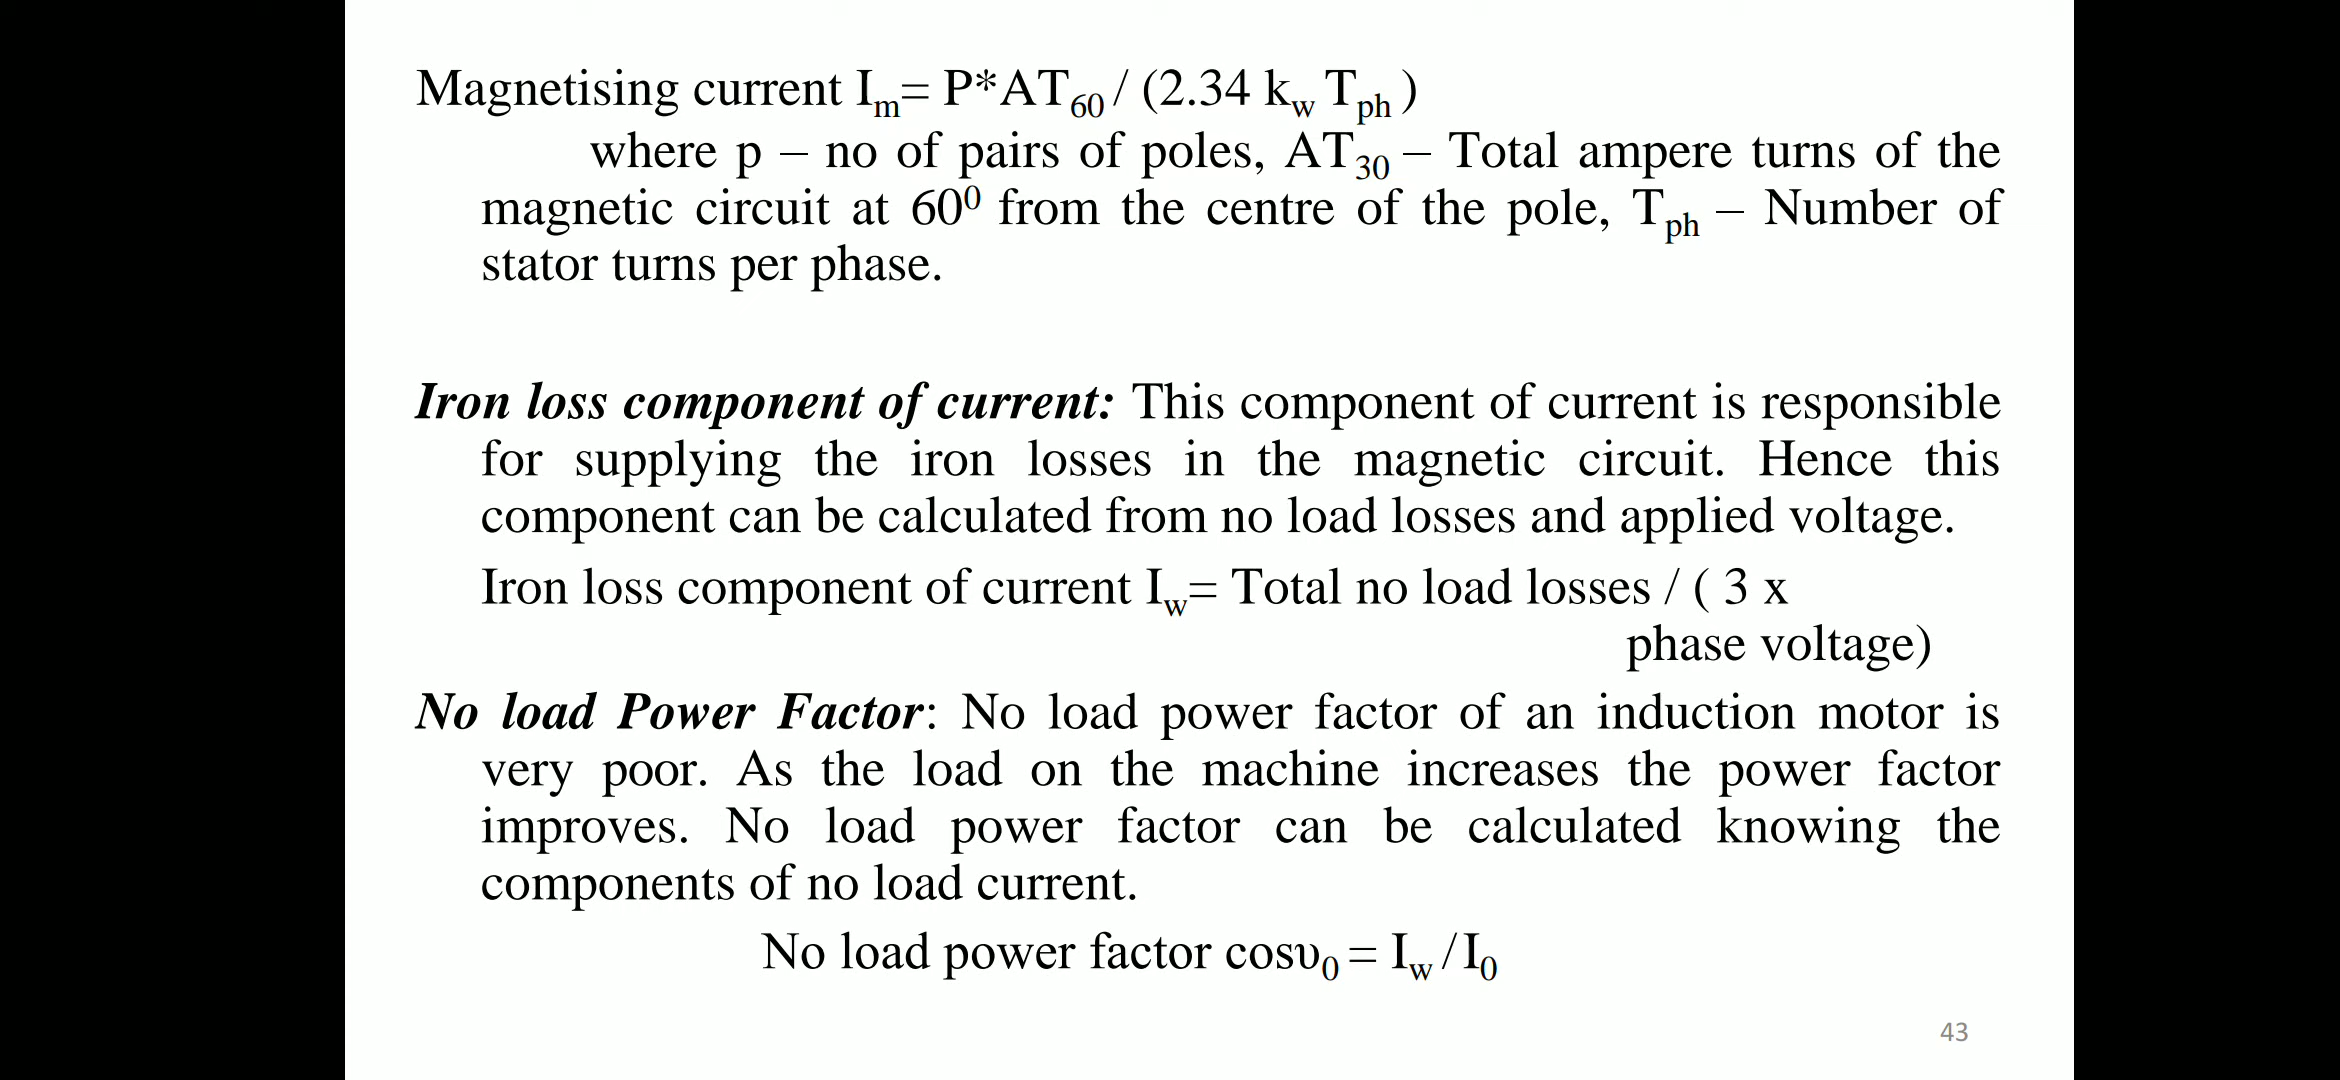 Magnetising current Iₘ= P*AT₆₀ / (2.34 k_w T_ph )
where p – no of pairs of poles, AT₃₀ – Total ampere turns of the
magnetic circuit at 60⁰ from the centre of the pole, T_ph – Number of
stator turns per phase.
Iron loss component of current: This component of current is responsible
for supplying the iron losses in the magnetic circuit. Hence this
component can be calculated from no load losses and applied voltage.
Iron loss component of current I_w= Total no load losses / ( 3 x
phase voltage)
No load Power Factor: No load power factor of an induction motor is
very poor. As the load on the machine increases the power factor
improves. No load power factor can be calculated knowing the
components of no load current.
No load power factor cosυ₀ = I_w / I₀
43